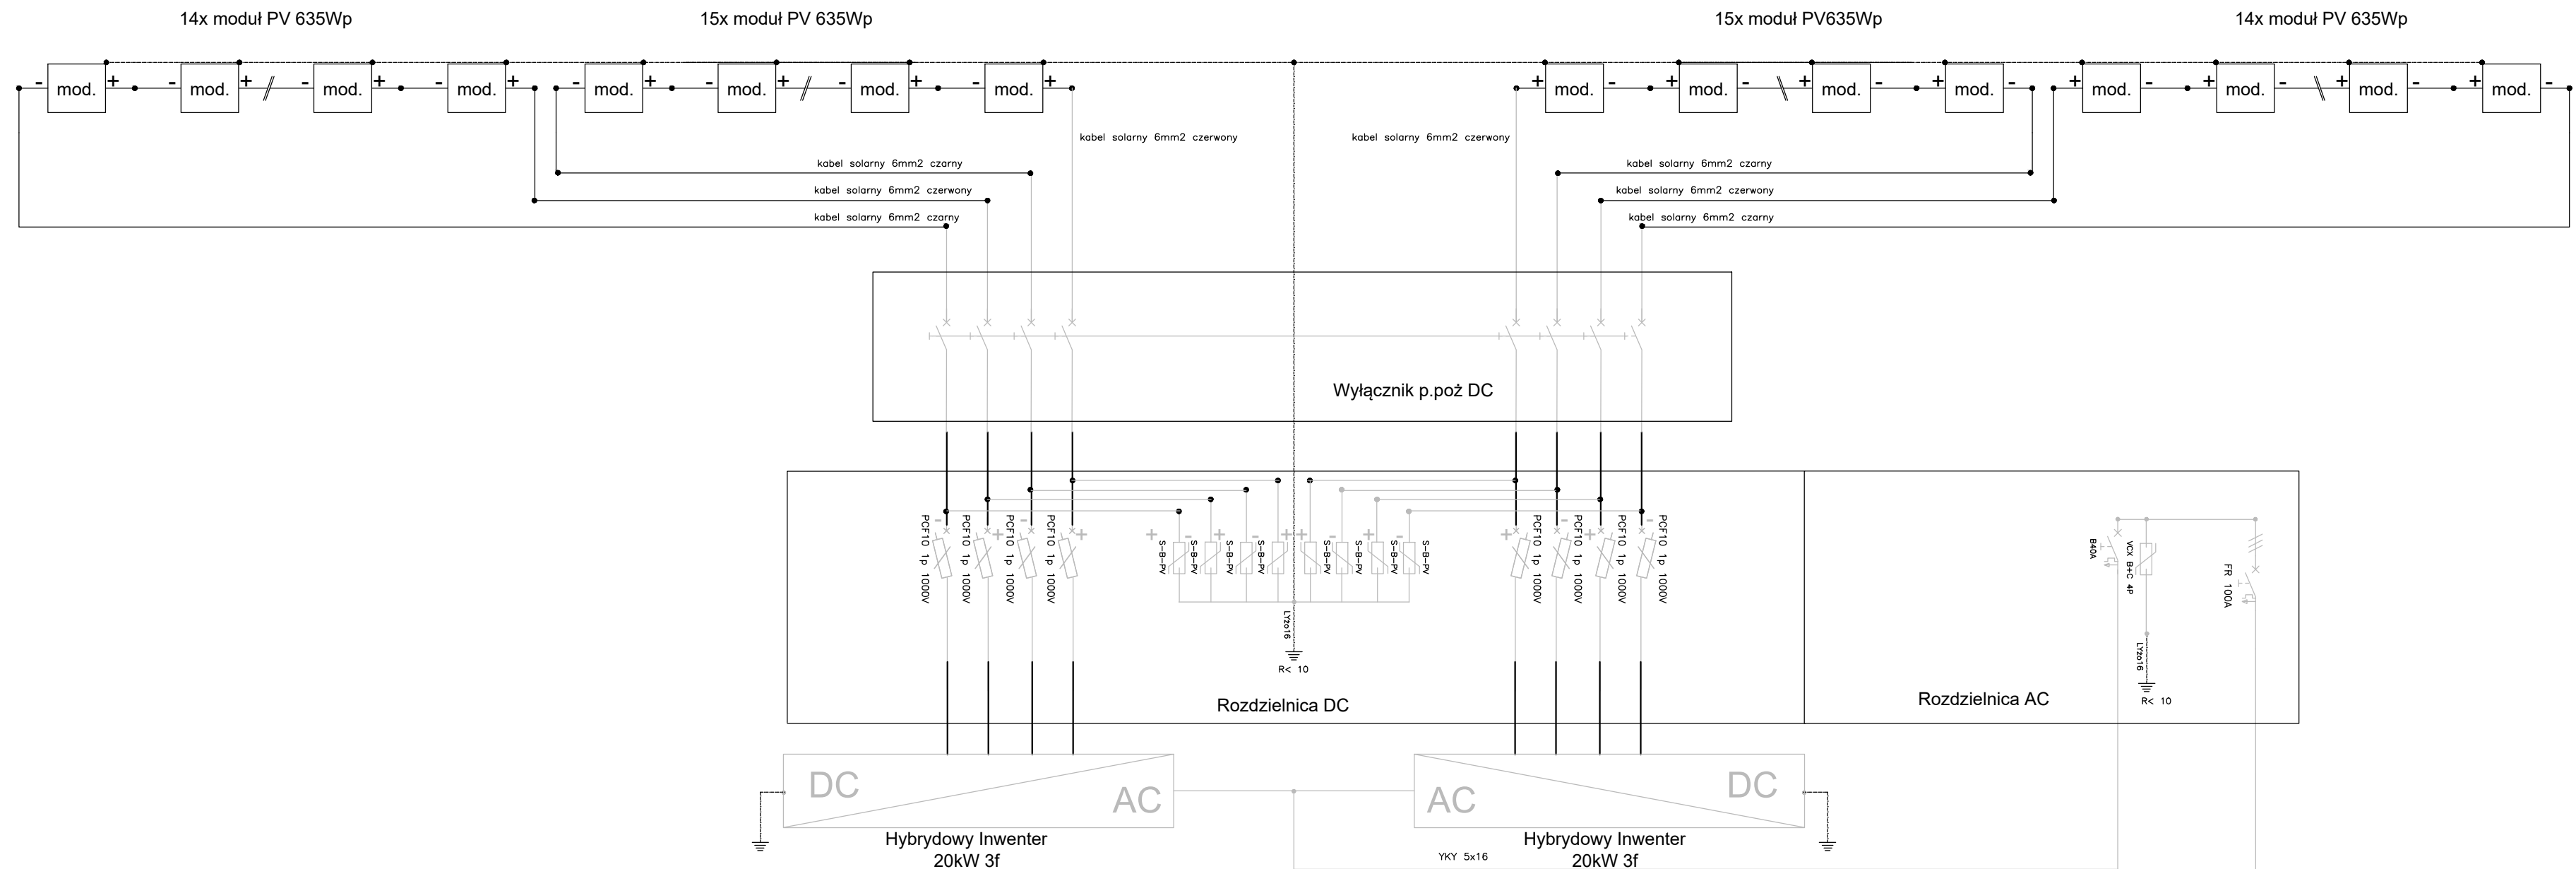 14x moduł PV 635Wp
15x moduł PV 635Wp
15x moduł PV635Wp
14x moduł PV 635Wp
- mod. + - mod. + - mod. + - mod. + - mod. + - mod. + - mod. + - mod. + + mod. - + mod. - + mod. - + mod. - + mod. - + mod. - + mod. - + mod. -
kabel solarny 6mm2 czerwony
kabel solarny 6mm2 czerwony
kabel solarny 6mm2 czarny
kabel solarny 6mm2 czarny
kabel solarny 6mm2 czerwony
kabel solarny 6mm2 czerwony
kabel solarny 6mm2 czarny
kabel solarny 6mm2 czarny
Wyłącznik p.poż DC
PCF10 1p 1000V
PCF10 1p 1000V
PCF10 1p 1000V
PCF10 1p 1000V
S-B-PV
S-B-PV
S-B-PV
S-B-PV
S-B-PV
S-B-PV
S-B-PV
S-B-PV
PCF10 1p 1000V
PCF10 1p 1000V
PCF10 1p 1000V
PCF10 1p 1000V
LYżo16
R< 10
Rozdzielnica DC
B40A
VCX B+C 4P
FR 100A
LYżo16
R< 10
Rozdzielnica AC
DC
AC
AC
DC
Hybrydowy Inwenter
20kW 3f
Hybrydowy Inwenter
20kW 3f
YKY 5x16